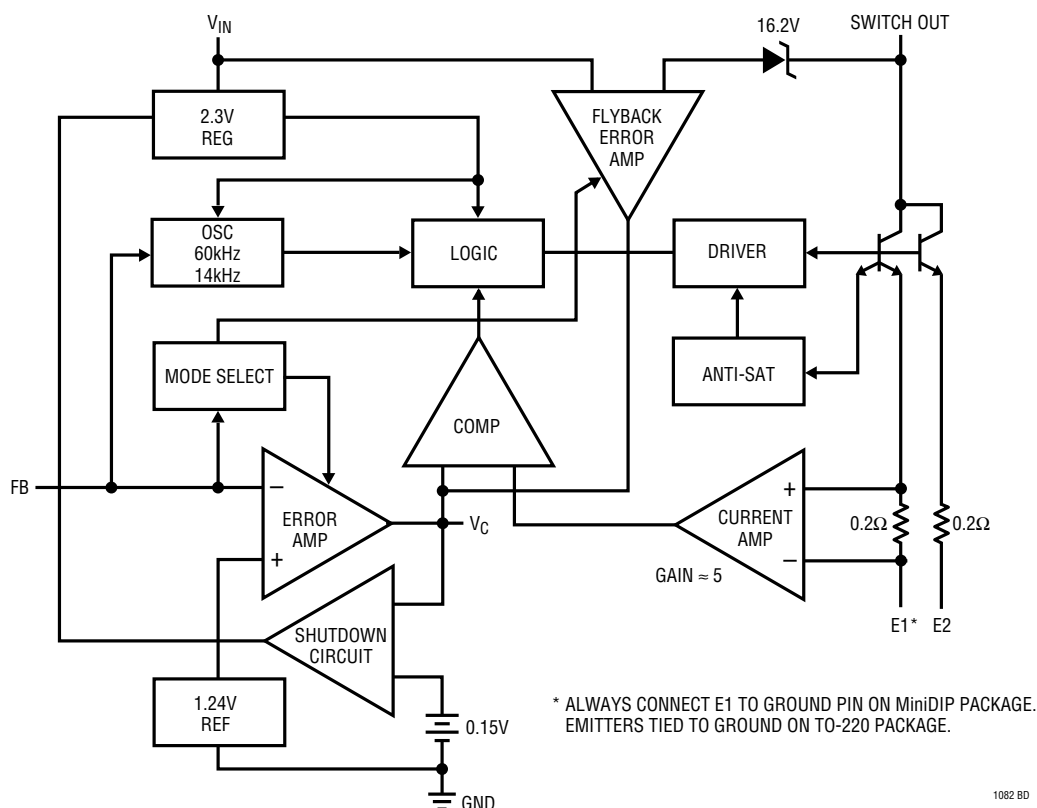 V_IN
16.2V
SWITCH OUT
2.3V
REG
FLYBACK
ERROR
AMP
OSC
60kHz
14kHz
LOGIC
DRIVER
MODE SELECT
ANTI-SAT
COMP
FB
−
ERROR
AMP
+
V_C
+
CURRENT
AMP
−
GAIN ≈ 5
0.2Ω
0.2Ω
E1* E2
SHUTDOWN
CIRCUIT
1.24V
REF
0.15V
GND
* ALWAYS CONNECT E1 TO GROUND PIN ON MiniDIP PACKAGE.
EMITTERS TIED TO GROUND ON TO-220 PACKAGE.
1082 BD